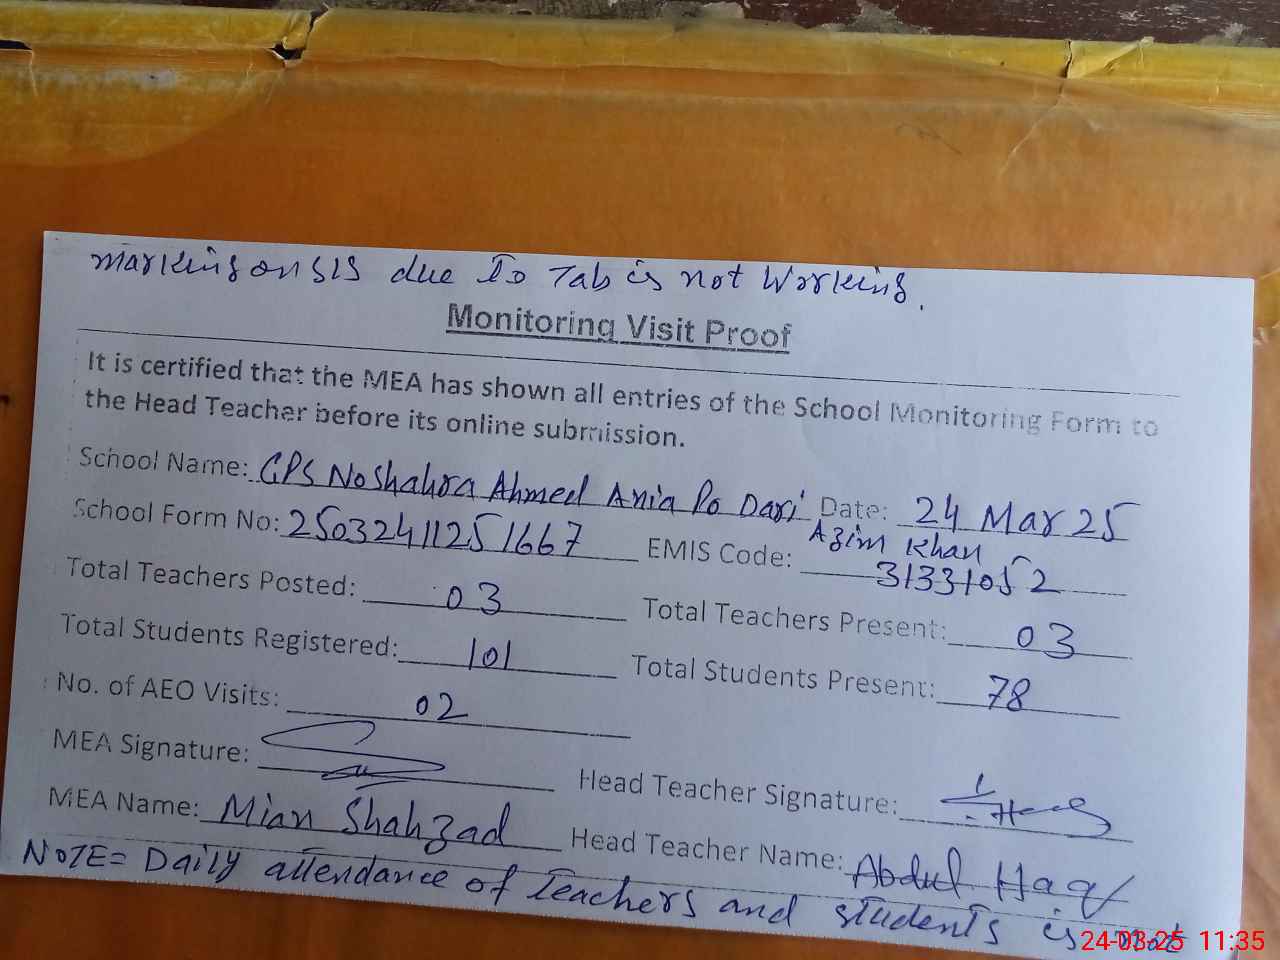 marking on SIS due to Tab is not Working.
Monitoring Visit Proof
It is certified that the MEA has shown all entries of the School Monitoring Form to
the Head Teacher before its online submission.
School Name: GPS Noshahra Ahmed Ania Po Dari Date: 24 Mar 25
Azim Khan
School Form No: 25032411251667 EMIS Code: 31331052
Total Teachers Posted: 03 Total Teachers Present: 03
Total Students Registered: 101 Total Students Present: 78
No. of AEO Visits: 02
MEA Signature: Head Teacher Signature:
MEA Name: Mian Shahzad Head Teacher Name: Abdul Haq
NOTE= Daily attendance of Teachers and students is not
24-03-25 11:35